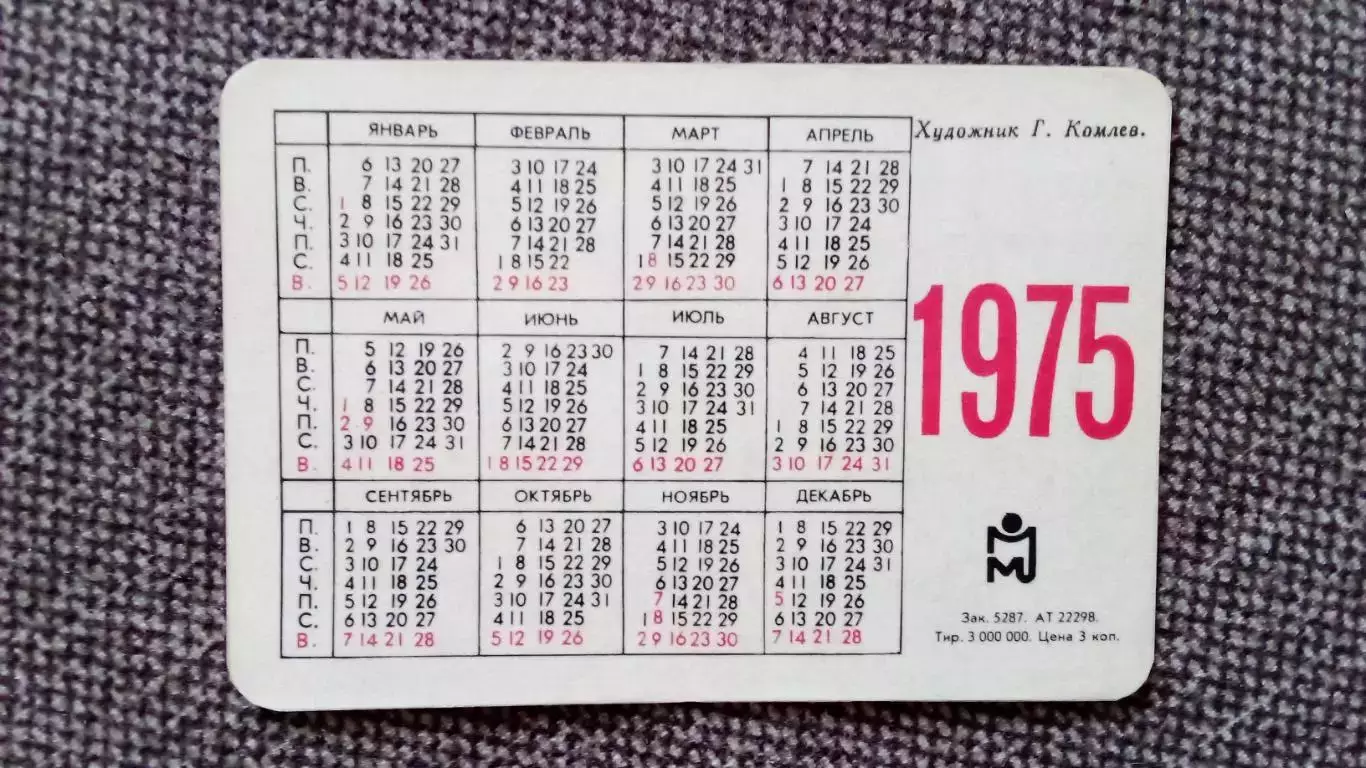 ЯНВАРЬ ФЕВРАЛЬ МАРТ АПРЕЛЬ Художник Г. Комлев.
П. 6 13 20 27 3 10 17 24 3 10 17 24 31 7 14 21 28
В. 7 14 21 28 4 11 18 25 4 11 18 25 1 8 15 22 29
С. 1 8 15 22 29 5 12 19 26 5 12 19 26 2 9 16 23 30
Ч. 2 9 16 23 30 6 13 20 27 6 13 20 27 3 10 17 24
П. 3 10 17 24 31 7 14 21 28 7 14 21 28 4 11 18 25
С. 4 11 18 25 1 8 15 22 1 8 15 22 29 5 12 19 26
В. 5 12 19 26 2 9 16 23 2 9 16 23 30 6 13 20 27
1975
МАЙ ИЮНЬ ИЮЛЬ АВГУСТ
П. 5 12 19 26 2 9 16 23 30 7 14 21 28 4 11 18 25
В. 6 13 20 27 3 10 17 24 1 8 15 22 29 5 12 19 26
С. 7 14 21 28 4 11 18 25 2 9 16 23 30 6 13 20 27
Ч. 1 8 15 22 29 5 12 19 26 3 10 17 24 31 7 14 21 28
П. 2 9 16 23 30 6 13 20 27 4 11 18 25 1 8 15 22 29
С. 3 10 17 24 31 7 14 21 28 5 12 19 26 2 9 16 23 30
В. 4 11 18 25 1 8 15 22 29 6 13 20 27 3 10 17 24 31
СЕНТЯБРЬ ОКТЯБРЬ НОЯБРЬ ДЕКАБРЬ
П. 1 8 15 22 29 6 13 20 27 3 10 17 24 1 8 15 22 29
В. 2 9 16 23 30 7 14 21 28 4 11 18 25 2 9 16 23 30
С. 3 10 17 24 1 8 15 22 29 5 12 19 26 3 10 17 24 31
Ч. 4 11 18 25 2 9 16 23 30 6 13 20 27 4 11 18 25
П. 5 12 19 26 3 10 17 24 31 7 14 21 28 5 12 19 26
С. 6 13 20 27 4 11 18 25 1 8 15 22 29 6 13 20 27
В. 7 14 21 28 5 12 19 26 2 9 16 23 30 7 14 21 28
Зак. 5287. АТ 22298.
Тир. 3 000 000. Цена 3 коп.